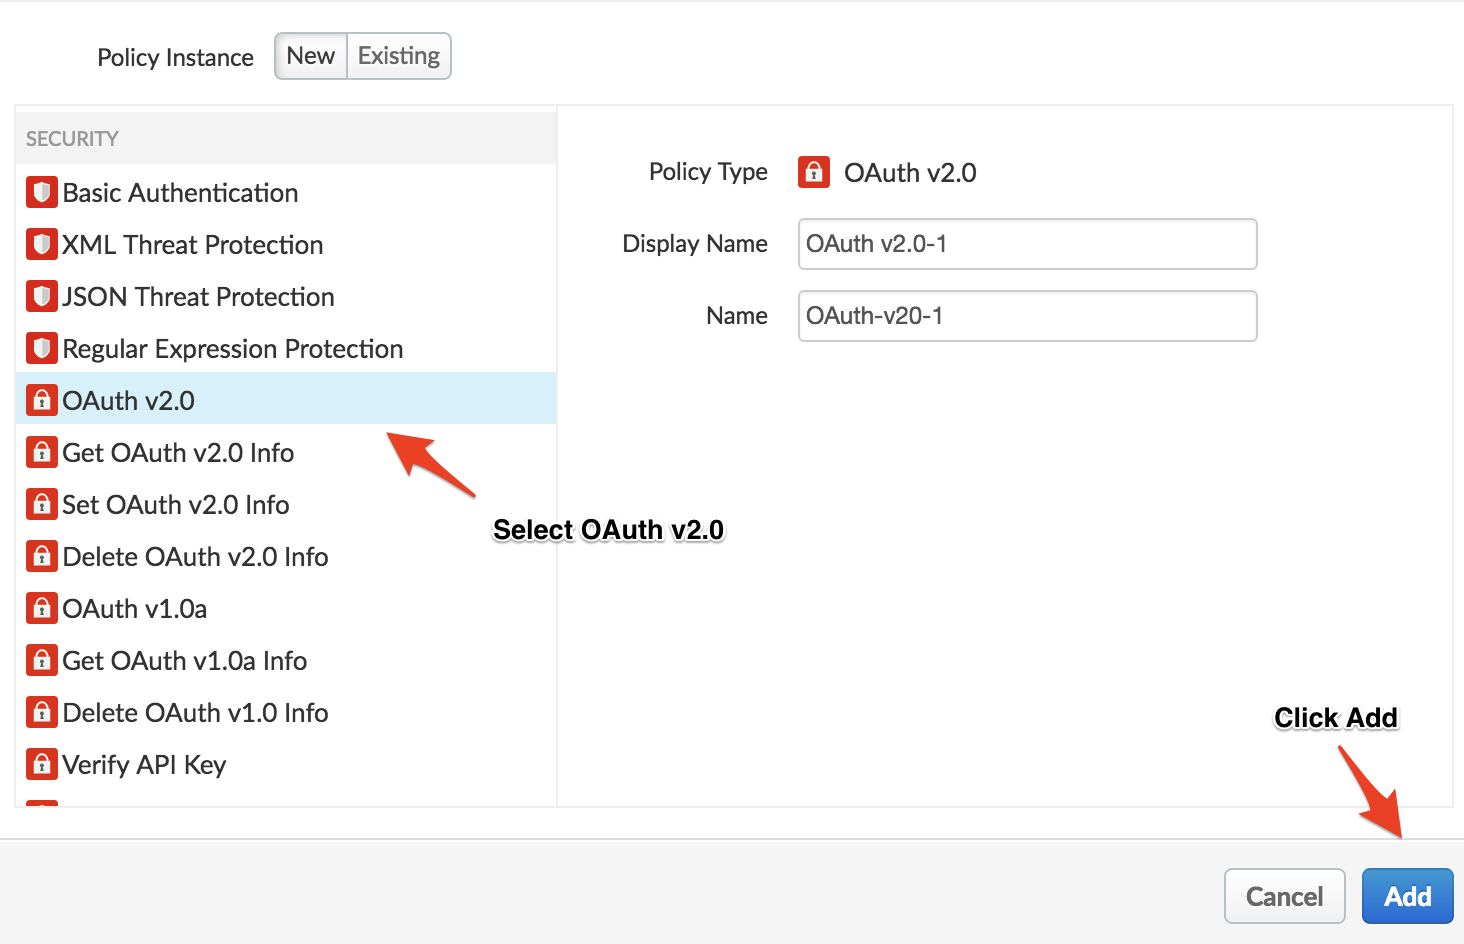 Policy Instance New Existing
SECURITY
Basic Authentication
XML Threat Protection
JSON Threat Protection
Regular Expression Protection
OAuth v2.0
Get OAuth v2.0 Info
Set OAuth v2.0 Info
Delete OAuth v2.0 Info
OAuth v1.0a
Get OAuth v1.0a Info
Delete OAuth v1.0 Info
Verify API Key
Policy Type OAuth v2.0
Display Name OAuth v2.0-1
Name OAuth-v20-1
Select OAuth v2.0
Click Add
Cancel Add